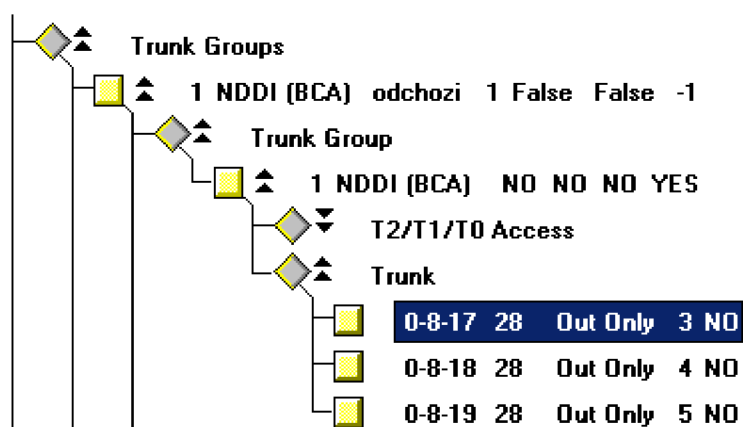 Trunk Groups
1 NDDI (BCA) odchozi 1 False False -1
Trunk Group
1 NDDI (BCA) NO NO NO YES
T2/T1/T0 Access
Trunk
0-8-17 28 Out Only 3 NO
0-8-18 28 Out Only 4 NO
0-8-19 28 Out Only 5 NO